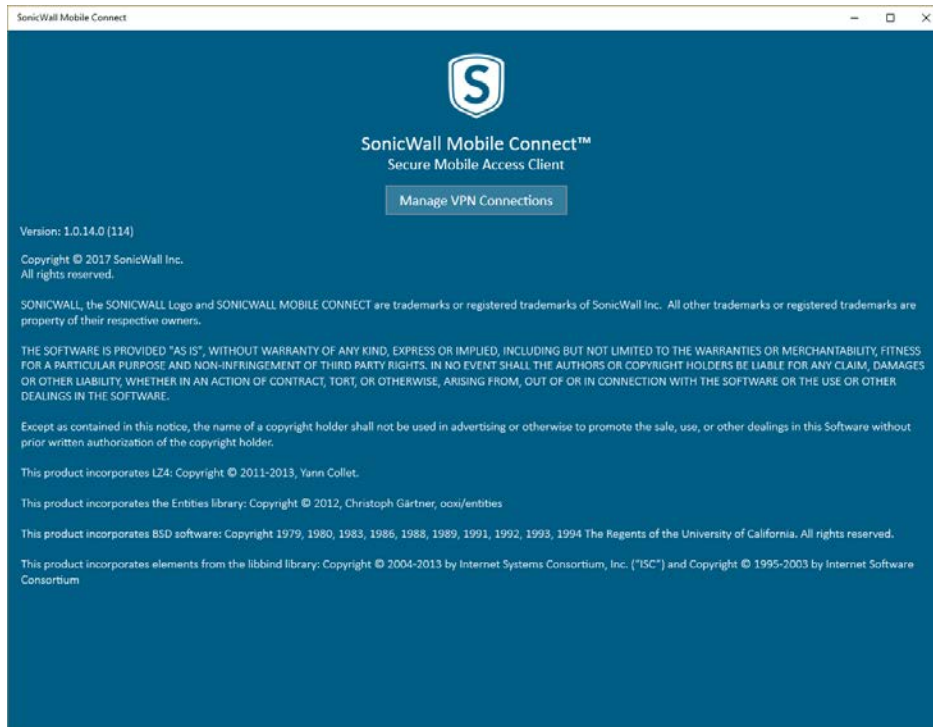 SonicWall Mobile Connect
S
SonicWall Mobile Connect™
Secure Mobile Access Client
Manage VPN Connections
Version: 1.0.14.0 (114)
Copyright © 2017 SonicWall Inc.
All rights reserved.
SONICWALL, the SONICWALL Logo and SONICWALL MOBILE CONNECT are trademarks or registered trademarks of SonicWall Inc. All other trademarks or registered trademarks are
property of their respective owners.
THE SOFTWARE IS PROVIDED "AS IS", WITHOUT WARRANTY OF ANY KIND, EXPRESS OR IMPLIED, INCLUDING BUT NOT LIMITED TO THE WARRANTIES OR MERCHANTABILITY, FITNESS
FOR A PARTICULAR PURPOSE AND NON-INFRINGEMENT OF THIRD PARTY RIGHTS. IN NO EVENT SHALL THE AUTHORS OR COPYRIGHT HOLDERS BE LIABLE FOR ANY CLAIM, DAMAGES
OR OTHER LIABILITY, WHETHER IN AN ACTION OF CONTRACT, TORT, OR OTHERWISE, ARISING FROM, OUT OF OR IN CONNECTION WITH THE SOFTWARE OR THE USE OR OTHER
DEALINGS IN THE SOFTWARE.
Except as contained in this notice, the name of a copyright holder shall not be used in advertising or otherwise to promote the sale, use, or other dealings in this Software without
prior written authorization of the copyright holder.
This product incorporates LZ4: Copyright © 2011-2013, Yann Collet.
This product incorporates the Entities library: Copyright © 2012, Christoph Gärtner, ooxi/entities
This product incorporates BSD software: Copyright 1979, 1980, 1983, 1986, 1988, 1989, 1991, 1992, 1993, 1994 The Regents of the University of California. All rights reserved.
This product incorporates elements from the libbind library: Copyright © 2004-2013 by Internet Systems Consortium, Inc. ("ISC") and Copyright © 1995-2003 by Internet Software
Consortium